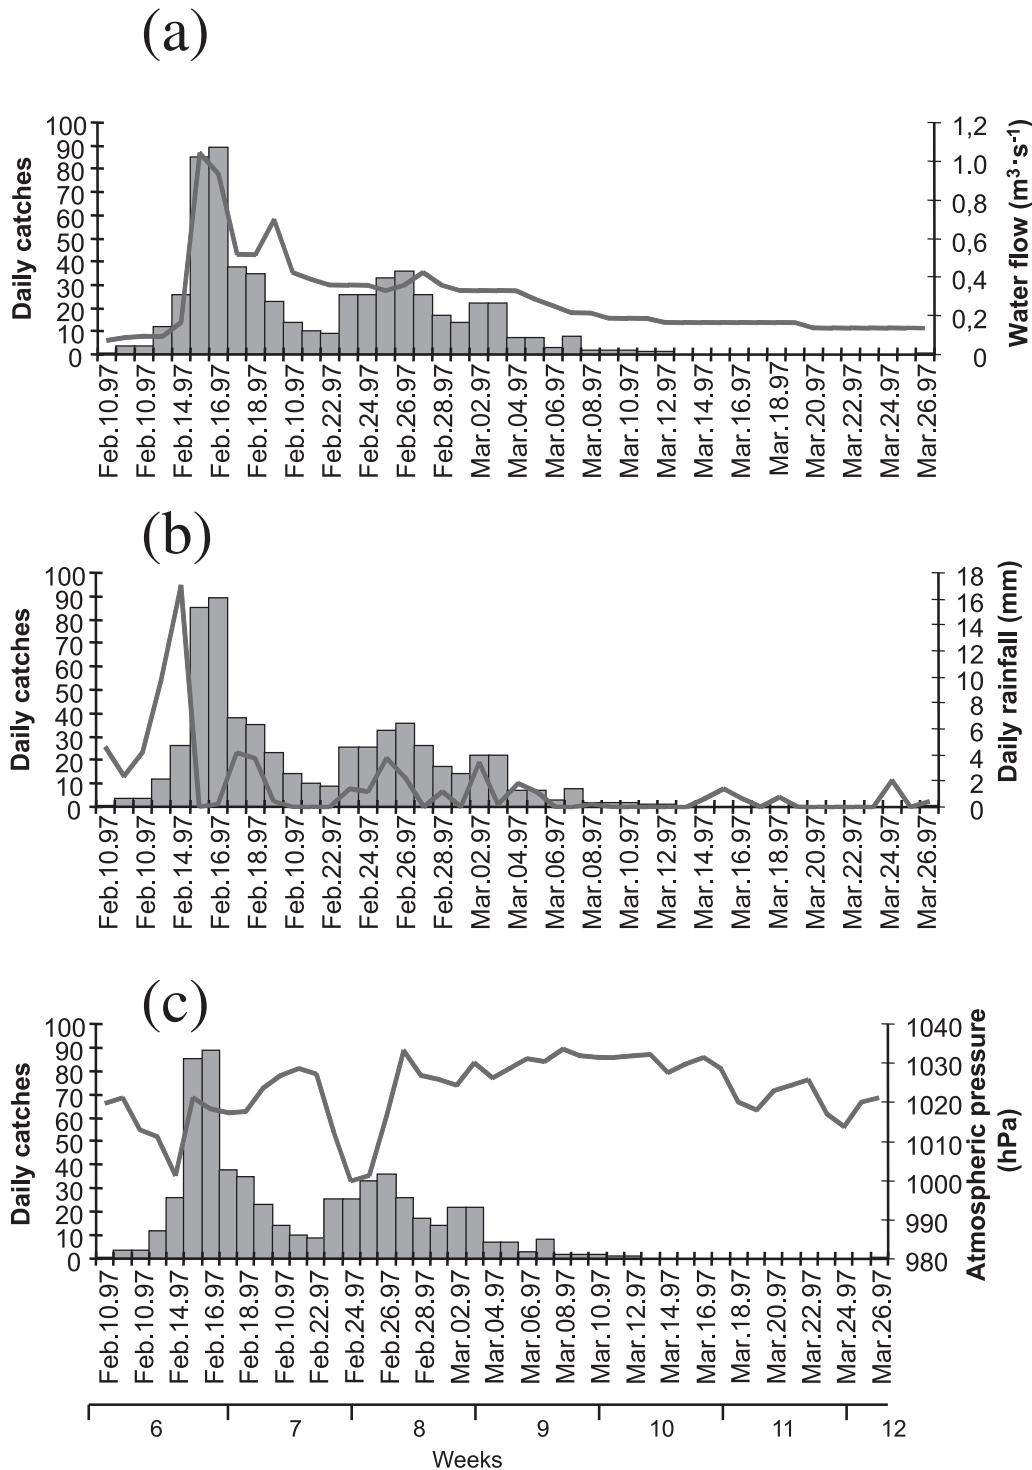 (a)
Daily catches
100
90
80
70
60
50
40
30
20
10
0
1,2
1.0
0,8
0,6
0,4
0,2
0
Water flow (m³·s⁻¹)
Feb.10.97
Feb.10.97
Feb.14.97
Feb.16.97
Feb.18.97
Feb.10.97
Feb.22.97
Feb.24.97
Feb.26.97
Feb.28.97
Mar.02.97
Mar.04.97
Mar.06.97
Mar.08.97
Mar.10.97
Mar.12.97
Mar.14.97
Mar.16.97
Mar.18.97
Mar.20.97
Mar.22.97
Mar.24.97
Mar.26.97
(b)
Daily catches
100
90
80
70
60
50
40
30
20
10
0
18
16
14
12
10
8
6
4
2
0
Daily rainfall (mm)
Feb.10.97
Feb.10.97
Feb.14.97
Feb.16.97
Feb.18.97
Feb.10.97
Feb.22.97
Feb.24.97
Feb.26.97
Feb.28.97
Mar.02.97
Mar.04.97
Mar.06.97
Mar.08.97
Mar.10.97
Mar.12.97
Mar.14.97
Mar.16.97
Mar.18.97
Mar.20.97
Mar.22.97
Mar.24.97
Mar.26.97
(c)
Daily catches
100
90
80
70
60
50
40
30
20
10
0
1040
1030
1020
1010
1000
990
980
Atmospheric pressure
(hPa)
Feb.10.97
Feb.10.97
Feb.14.97
Feb.16.97
Feb.18.97
Feb.10.97
Feb.22.97
Feb.24.97
Feb.26.97
Feb.28.97
Mar.02.97
Mar.04.97
Mar.06.97
Mar.08.97
Mar.10.97
Mar.12.97
Mar.14.97
Mar.16.97
Mar.18.97
Mar.20.97
Mar.22.97
Mar.24.97
Mar.26.97
6 7 8 9 10 11 12
Weeks